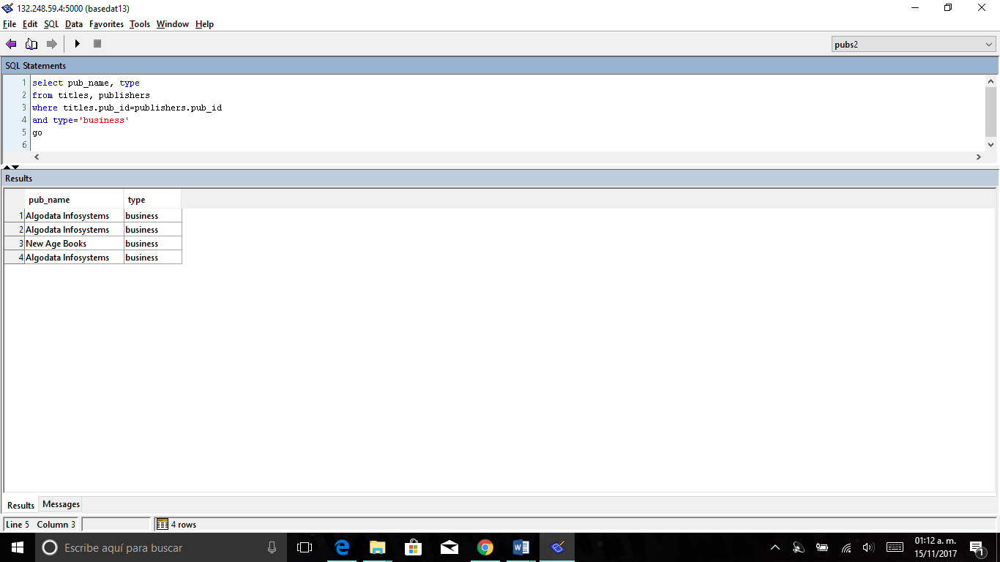 132.248.59.4:5000 (basedat13)
File Edit SQL Data Favorites Tools Window Help
pubs2
SQL Statements
1 select pub_name, type
2 from titles, publishers
3 where titles.pub_id=publishers.pub_id
4 and type='business'
5 go
6
Results
pub_name type
1 Algodata Infosystems business
2 Algodata Infosystems business
3 New Age Books business
4 Algodata Infosystems business
Results Messages
Line 5 Column 3 4 rows
Escribe aquí para buscar
01:12 a. m.
15/11/2017
1